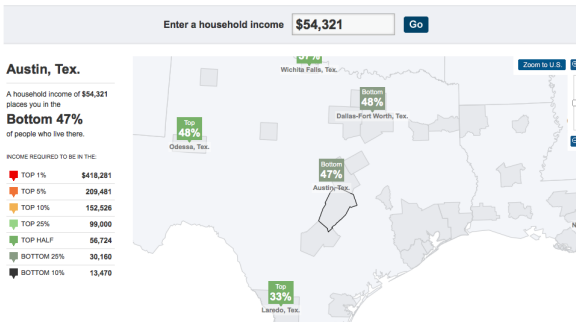 Enter a household income $54,321 Go
Austin, Tex.
A household income of $54,321
places you in the
Bottom 47%
of people who live there.
INCOME REQUIRED TO BE IN THE:
TOP 1% $418,281
TOP 5% 209,481
TOP 10% 152,526
TOP 25% 99,000
TOP HALF 56,724
BOTTOM 25% 30,160
BOTTOM 10% 13,470
Zoom to U.S.
Wichita Falls, Tex.
Bottom
48%
Dallas-Fort Worth, Tex.
Top
48%
Odessa, Tex.
Bottom
47%
Austin, Tex.
Top
33%
Laredo, Tex.